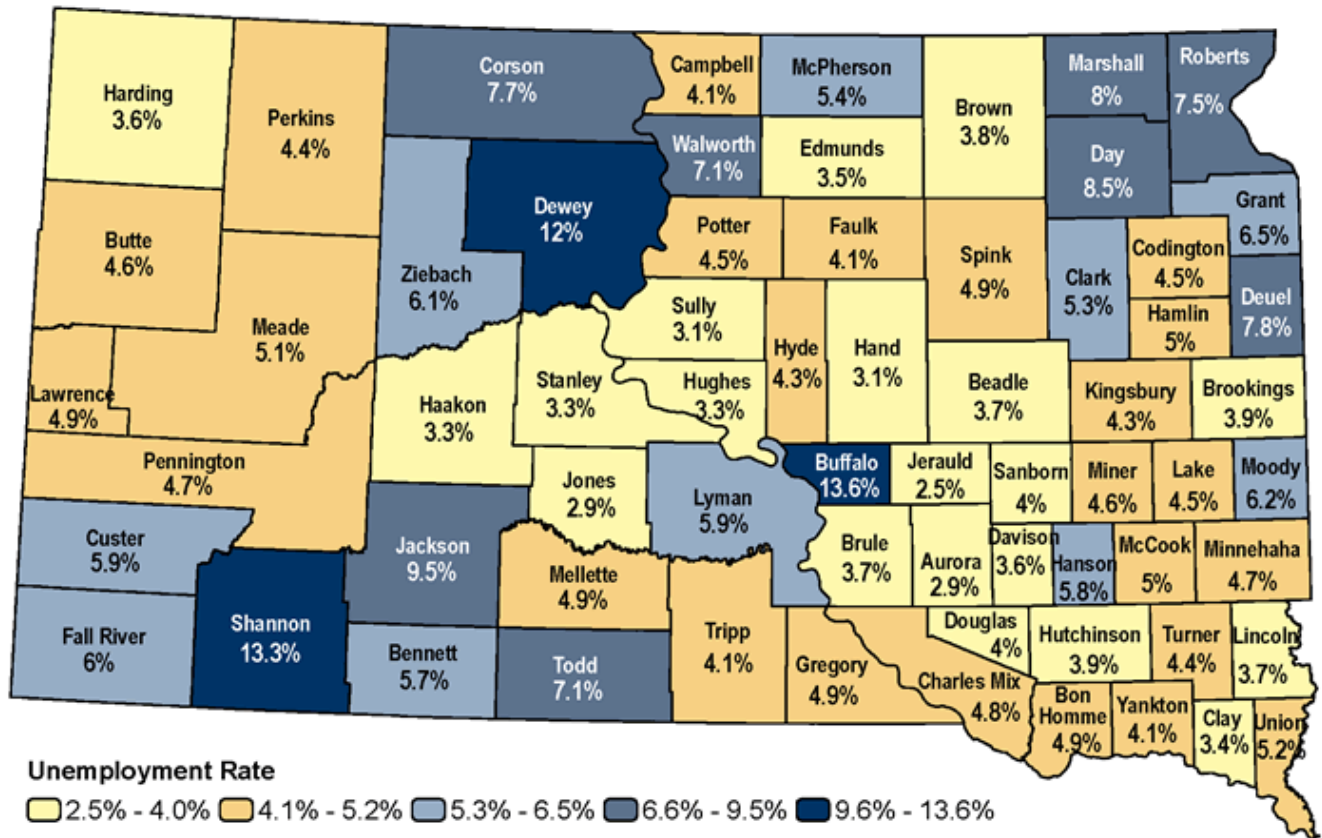 Harding
3.6%
Perkins
4.4%
Corson
7.7%
Campbell
4.1%
McPherson
5.4%
Brown
3.8%
Marshall
8%
Roberts
7.5%
Walworth
7.1%
Edmunds
3.5%
Day
8.5%
Butte
4.6%
Dewey
12%
Ziebach
6.1%
Potter
4.5%
Faulk
4.1%
Spink
4.9%
Clark
5.3%
Codington
4.5%
Grant
6.5%
Meade
5.1%
Sully
3.1%
Hyde
4.3%
Hand
3.1%
Hamlin
5%
Deuel
7.8%
Lawrence
4.9%
Haakon
3.3%
Stanley
3.3%
Hughes
3.3%
Beadle
3.7%
Kingsbury
4.3%
Brookings
3.9%
Pennington
4.7%
Jones
2.9%
Lyman
5.9%
Buffalo
13.6%
Jerauld
2.5%
Sanborn
4%
Miner
4.6%
Lake
4.5%
Moody
6.2%
Custer
5.9%
Jackson
9.5%
Mellette
4.9%
Brule
3.7%
Aurora
2.9%
Davison
3.6%
Hanson
5.8%
McCook
5%
Minnehaha
4.7%
Fall River
6%
Shannon
13.3%
Bennett
5.7%
Todd
7.1%
Tripp
4.1%
Gregory
4.9%
Charles Mix
4.8%
Douglas
4%
Hutchinson
3.9%
Turner
4.4%
Lincoln
3.7%
Bon
Homme
4.9%
Yankton
4.1%
Clay
3.4%
Union
5.2%
Unemployment Rate
2.5% - 4.0% 4.1% - 5.2% 5.3% - 6.5% 6.6% - 9.5% 9.6% - 13.6%